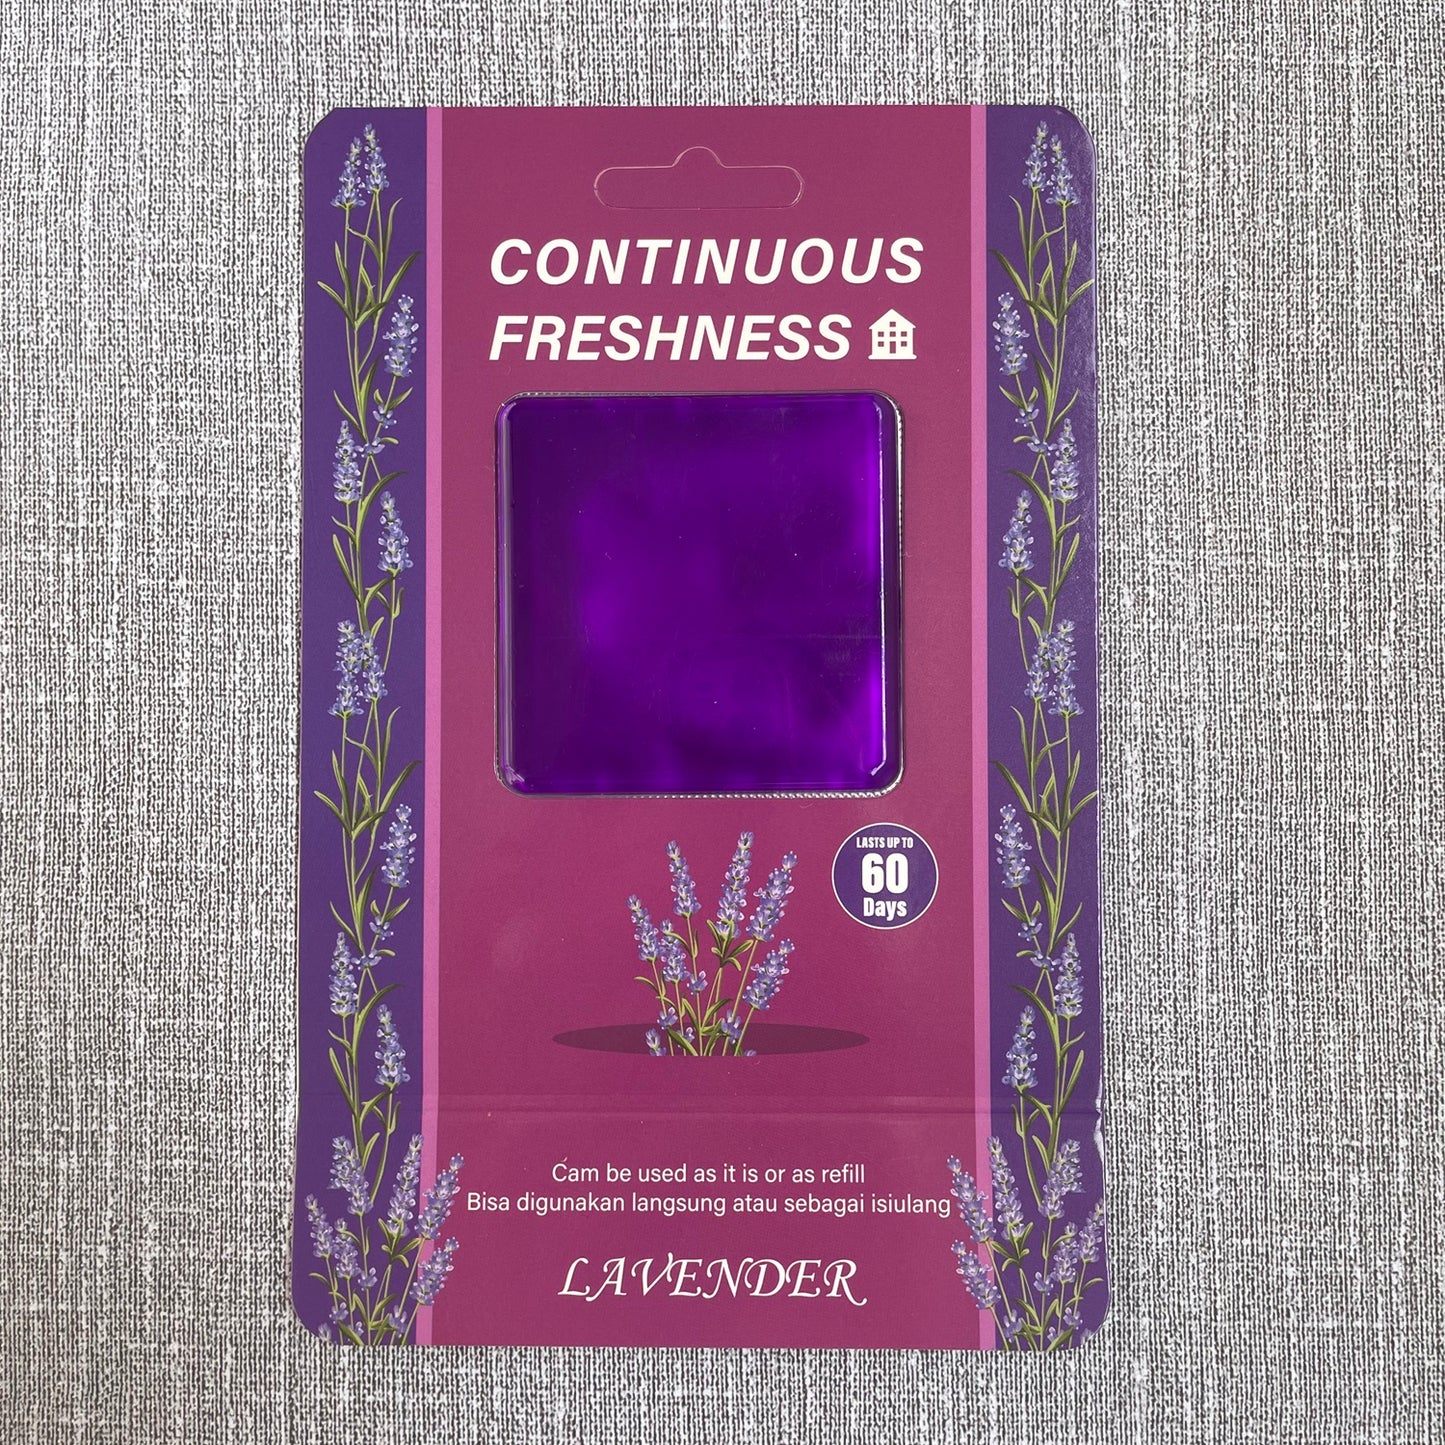 CONTINUOUS
FRESHNESS
LASTS UP TO
60
Days
Cam be used as it is or as refill
Bisa digunakan langsung atau sebagai isiulang
LAVENDER